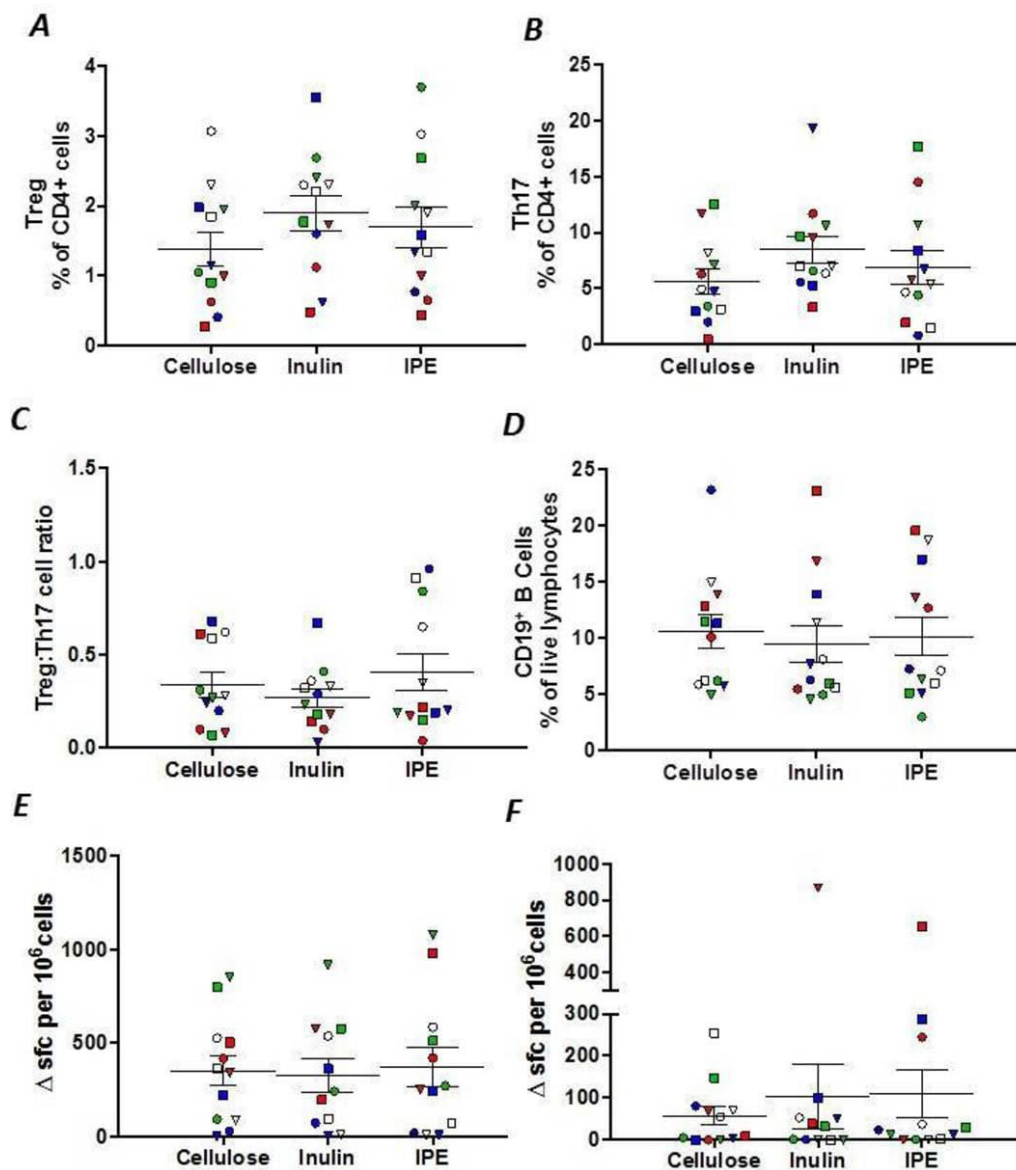 A
Treg
% of CD4+ cells
4
3
2
1
0
Cellulose Inulin IPE
B
Th17
% of CD4+ cells
25
20
15
10
5
0
Cellulose Inulin IPE
C
Treg:Th17 cell ratio
1.5
1.0
0.5
0.0
Cellulose Inulin IPE
D
CD19⁺ B Cells
% of live lymphocytes
25
20
15
10
5
0
Cellulose Inulin IPE
E
Δ sfc per 10⁶cells
1500
1000
500
0
Cellulose Inulin IPE
F
Δ sfc per 10⁶cells
1000
800
600
400
300
200
100
0
Cellulose Inulin IPE